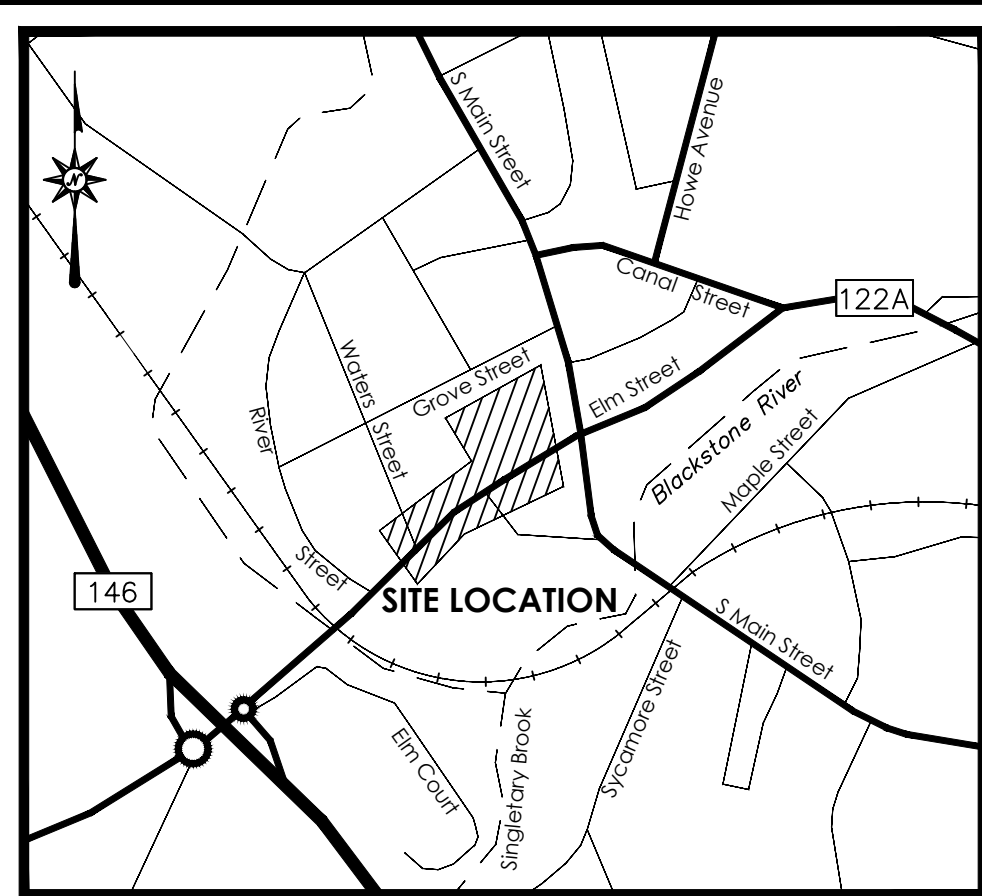 S Main Street
Howe Avenue
N
Canal Street
122A
Waters Street
Grove Street
Elm Street
River Street
Blackstone River
Maple Street
146
SITE LOCATION
S Main Street
Elm Court
Singletary Brook
Sycamore Street